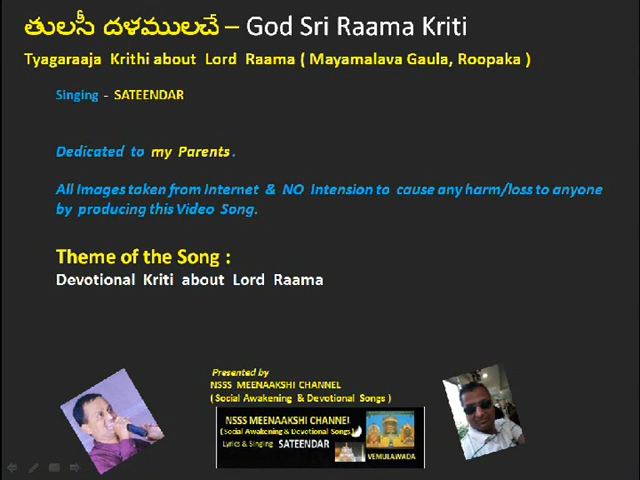 తులసీ దళములచే – God Sri Raama Kriti
Tyagaraaja Krithi about Lord Raama ( Mayamalava Gaula, Roopaka )
Singing - SATEENDAR
Dedicated to my Parents .
All Images taken from Internet & NO Intension to cause any harm/loss to anyone
by producing this Video Song.
Theme of the Song :
Devotional Kriti about Lord Raama
Presented by
NSSS MEENAAKSHI CHANNEL
( Social Awakening & Devotional Songs )
NSSS MEENAAKSHI CHANNEL
( Social Awakening & Devotional Songs )
Lyrics & Singing SATEENDAR
VEMULAWADA